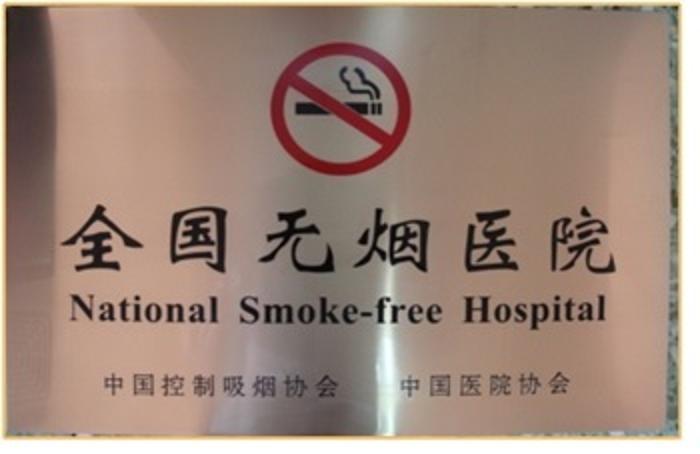 全国无烟医院
National Smoke-free Hospital
中国控制吸烟协会 中国医院协会